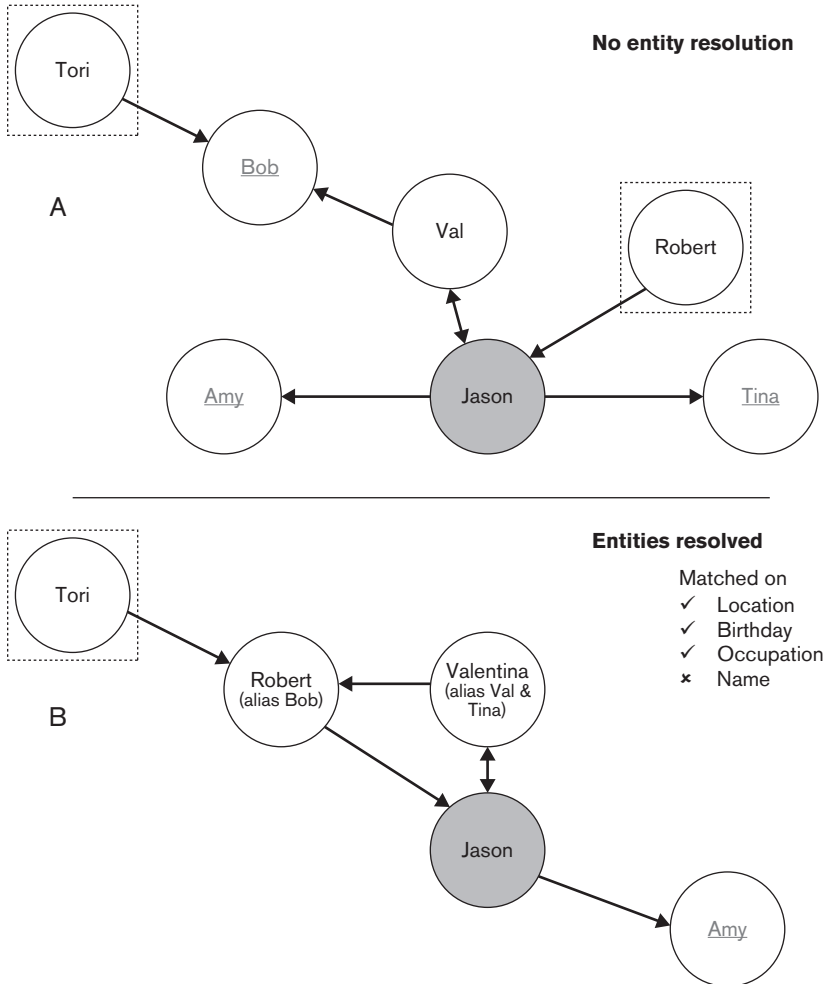 No entity resolution
Tori
Bob
A
Val
Robert
Amy
Jason
Tina
Entities resolved
Matched on
✓ Location
✓ Birthday
✓ Occupation
✗ Name
Tori
Robert
(alias Bob)
Valentina
(alias Val &
Tina)
B
Jason
Amy